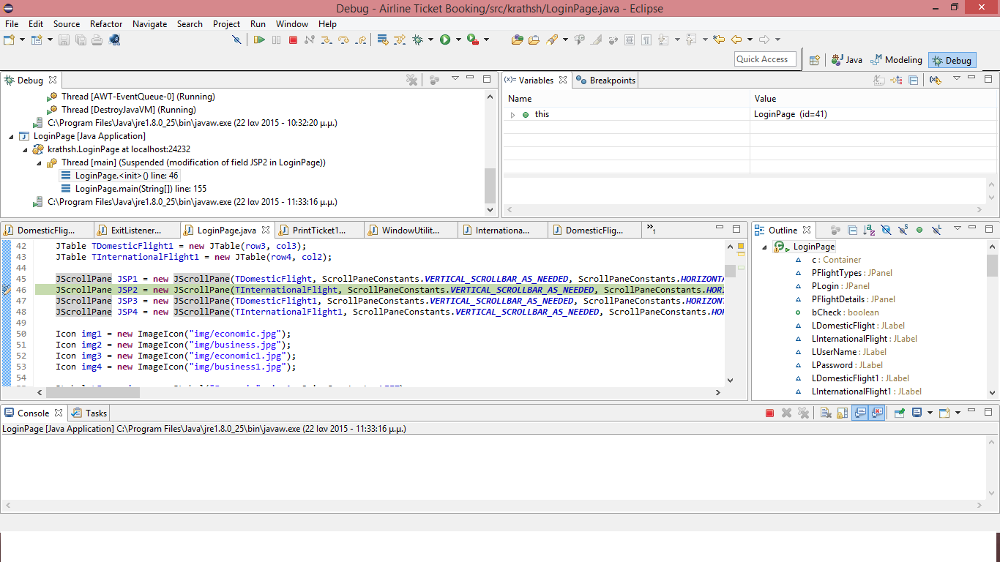 Debug - Airline Ticket Booking/src/krathsh/LoginPage.java - Eclipse
File Edit Source Refactor Navigate Search Project Run Window Help
Quick Access Java Modeling Debug
Debug
Thread [AWT-EventQueue-0] (Running)
Thread [DestroyJavaVM] (Running)
C:\Program Files\Java\jre1.8.0_25\bin\javaw.exe (22 Ιαν 2015 - 10:32:20 μ.μ.)
LoginPage [Java Application]
krathsh.LoginPage at localhost:24232
Thread [main] (Suspended (modification of field JSP2 in LoginPage))
LoginPage.<init>() line: 46
LoginPage.main(String[]) line: 155
C:\Program Files\Java\jre1.8.0_25\bin\javaw.exe (22 Ιαν 2015 - 11:33:16 μ.μ.)
(x)= Variables Breakpoints
Name Value
this LoginPage (id=41)
DomesticFlig... ExitListener... LoginPage.java PrintTicket1... WindowUtilit... Internationa... DomesticFlig... »1
42 JTable TDomesticFlight1 = new JTable(row3, col3);
43 JTable TInternationalFlight1 = new JTable(row4, col2);
44
45 JScrollPane JSP1 = new JScrollPane(TDomesticFlight, ScrollPaneConstants.VERTICAL_SCROLLBAR_AS_NEEDED, ScrollPaneConstants.HORIZONTA
46 JScrollPane JSP2 = new JScrollPane(TInternationalFlight, ScrollPaneConstants.VERTICAL_SCROLLBAR_AS_NEEDED, ScrollPaneConstants.HORI
47 JScrollPane JSP3 = new JScrollPane(TDomesticFlight1, ScrollPaneConstants.VERTICAL_SCROLLBAR_AS_NEEDED, ScrollPaneConstants.HORIZONT
48 JScrollPane JSP4 = new JScrollPane(TInternationalFlight1, ScrollPaneConstants.VERTICAL_SCROLLBAR_AS_NEEDED, ScrollPaneConstants.HOR
49
50 Icon img1 = new ImageIcon("img/economic.jpg");
51 Icon img2 = new ImageIcon("img/business.jpg");
52 Icon img3 = new ImageIcon("img/economic1.jpg");
53 Icon img4 = new ImageIcon("img/business1.jpg");
54
Outline
LoginPage
c : Container
PFlightTypes : JPanel
PLogin : JPanel
PFlightDetails : JPanel
bCheck : boolean
LDomesticFlight : JLabel
LInternationalFlight : JLabel
LUserName : JLabel
LPassword : JLabel
LDomesticFlight1 : JLabel
LInternationalFlight1 : JLabel
Console Tasks
LoginPage [Java Application] C:\Program Files\Java\jre1.8.0_25\bin\javaw.exe (22 Ιαν 2015 - 11:33:16 μ.μ.)